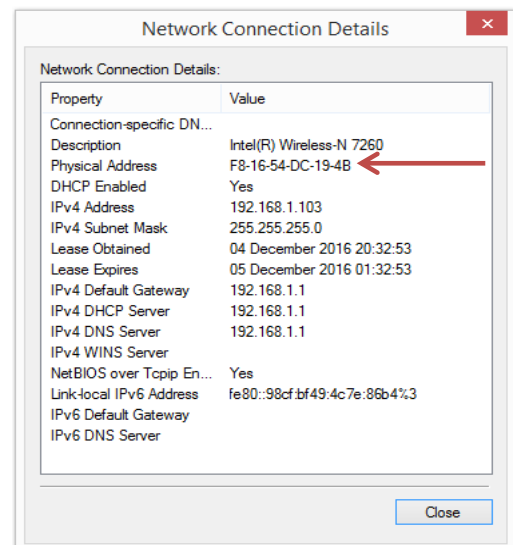 Network Connection Details
Network Connection Details:
Property Value
Connection-specific DN...
Description Intel(R) Wireless-N 7260
Physical Address F8-16-54-DC-19-4B
DHCP Enabled Yes
IPv4 Address 192.168.1.103
IPv4 Subnet Mask 255.255.255.0
Lease Obtained 04 December 2016 20:32:53
Lease Expires 05 December 2016 01:32:53
IPv4 Default Gateway 192.168.1.1
IPv4 DHCP Server 192.168.1.1
IPv4 DNS Server 192.168.1.1
IPv4 WINS Server
NetBIOS over Tcpip En... Yes
Link-local IPv6 Address fe80::98cf:bf49:4c7e:86b4%3
IPv6 Default Gateway
IPv6 DNS Server
Close